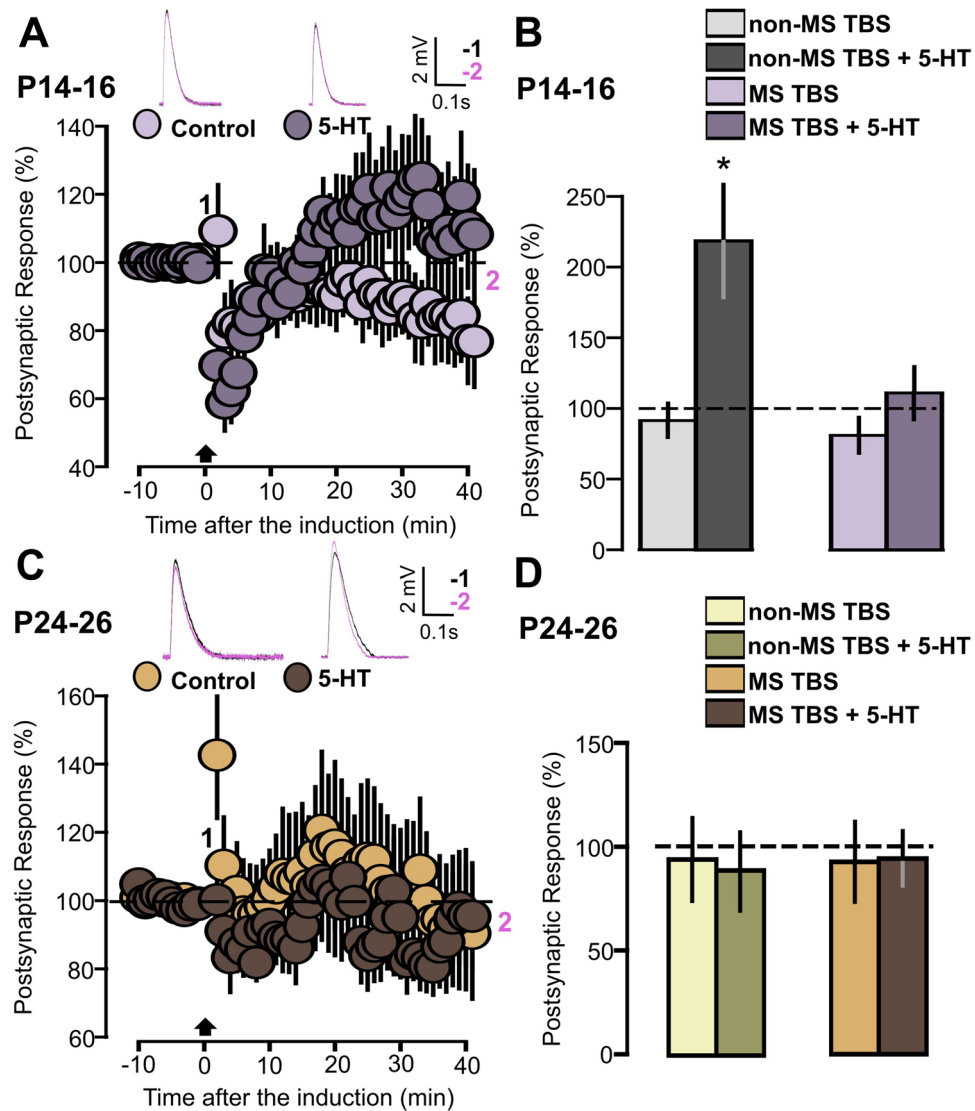 A
P14-16
2 mV
-1
-2
0.1s
Control
5-HT
Postsynaptic Response (%)
140
120
100
80
60
40
1
2
-10
0
10
20
30
40
Time after the induction (min)
B
P14-16
non-MS TBS
non-MS TBS + 5-HT
MS TBS
MS TBS + 5-HT
*
Postsynaptic Response (%)
250
200
150
100
50
0
C
P24-26
2 mV
-1
-2
0.1s
Control
5-HT
Postsynaptic Response (%)
160
140
120
100
80
60
1
2
-10
0
10
20
30
40
Time after the induction (min)
D
P24-26
non-MS TBS
non-MS TBS + 5-HT
MS TBS
MS TBS + 5-HT
Postsynaptic Response (%)
150
100
50
0